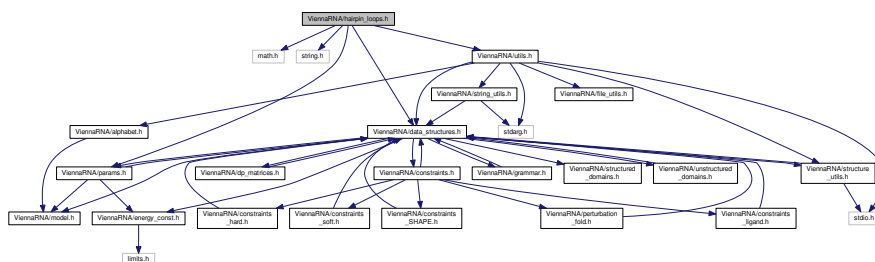 ViennaRNA/hairpin_loops.h
math.h
string.h
ViennaRNA/utils.h
ViennaRNA/string_utils.h
ViennaRNA/file_utils.h
ViennaRNA/alphabet.h
ViennaRNA/data_structures.h
stdarg.h
ViennaRNA/params.h
ViennaRNA/dp_matrices.h
ViennaRNA/constraints.h
ViennaRNA/grammar.h
ViennaRNA/structured
_domains.h
ViennaRNA/unstructured
_domains.h
ViennaRNA/structure
_utils.h
ViennaRNA/model.h
ViennaRNA/energy_const.h
ViennaRNA/constraints
_hard.h
ViennaRNA/constraints
_soft.h
ViennaRNA/constraints
_SHAPE.h
ViennaRNA/perturbation
_fold.h
ViennaRNA/constraints
_ligand.h
stdio.h
limits.h